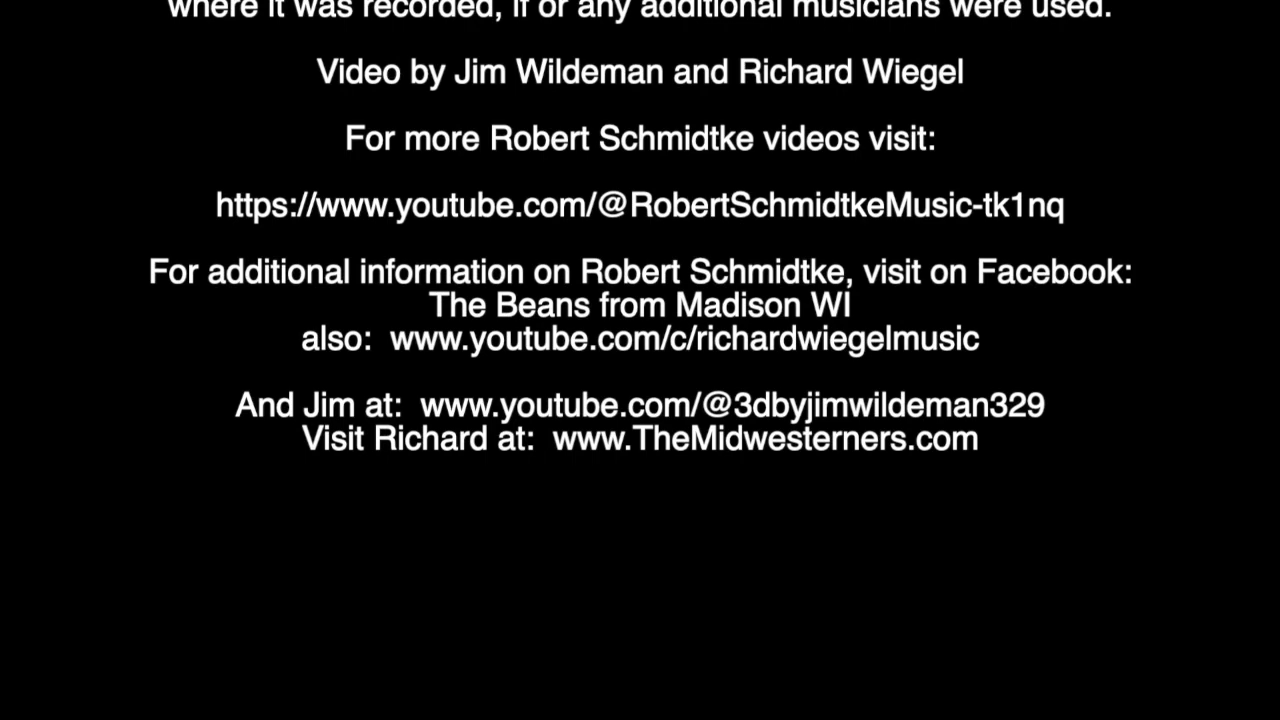 where it was recorded, if or any additional musicians were used.
Video by Jim Wildeman and Richard Wiegel
For more Robert Schmidtke videos visit:
https://www.youtube.com/@RobertSchmidtkeMusic-tk1nq
For additional information on Robert Schmidtke, visit on Facebook:
The Beans from Madison WI
also:  www.youtube.com/c/richardwiegelmusic
And Jim at:  www.youtube.com/@3dbyjimwildeman329
Visit Richard at:  www.TheMidwesterners.com